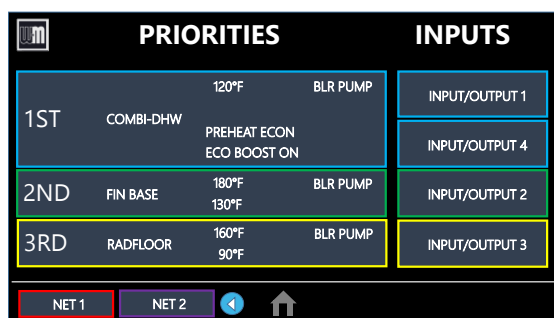 WM PRIORITIES INPUTS
120°F BLR PUMP INPUT/OUTPUT 1
1ST COMBI-DHW
PREHEAT ECON
ECO BOOST ON INPUT/OUTPUT 4
180°F BLR PUMP
2ND FIN BASE INPUT/OUTPUT 2
130°F
160°F BLR PUMP
3RD RADFLOOR INPUT/OUTPUT 3
90°F
NET 1 NET 2